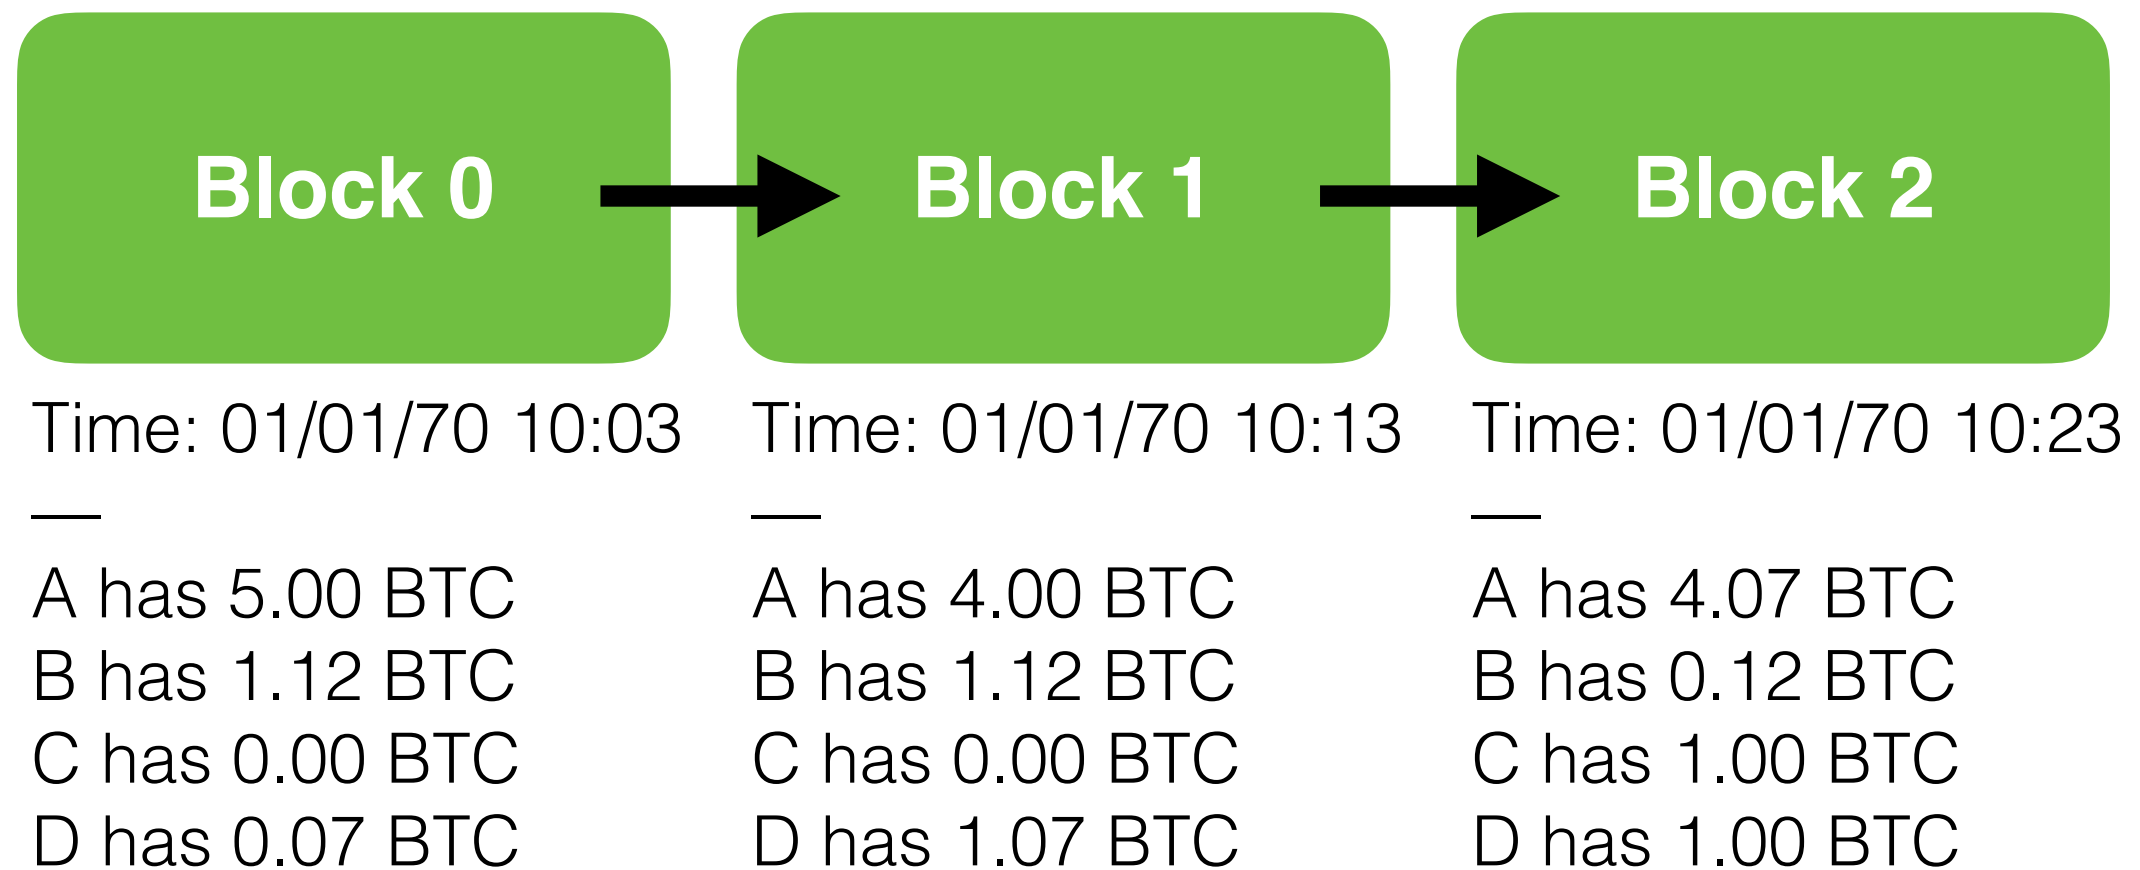 Block 0
Block 1
Block 2
Time: 01/01/70 10:03
—
A has 5.00 BTC
B has 1.12 BTC
C has 0.00 BTC
D has 0.07 BTC
Time: 01/01/70 10:13
—
A has 4.00 BTC
B has 1.12 BTC
C has 0.00 BTC
D has 1.07 BTC
Time: 01/01/70 10:23
—
A has 4.07 BTC
B has 0.12 BTC
C has 1.00 BTC
D has 1.00 BTC